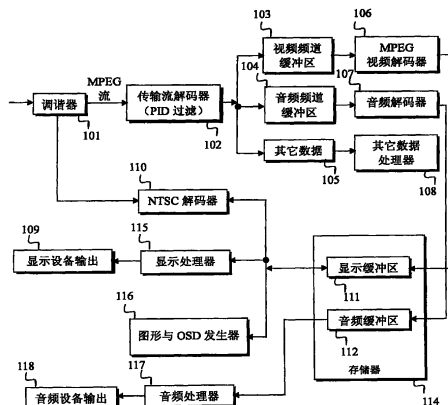 103
视频频道
缓冲区
106
MPEG
视频解码器
104
音频频道
缓冲区
107
音频解码器
MPEG
流
调谐器
101
传输流解码器
(PID 过滤)
102
其它数据
105
其它数据
处理器
108
110
NTSC 解码器
109
显示设备输出
115
显示处理器
显示缓冲区
111
116
图形与 OSD 发生器
音频缓冲区
112
存储器
114
118
音频设备输出
117
音频处理器